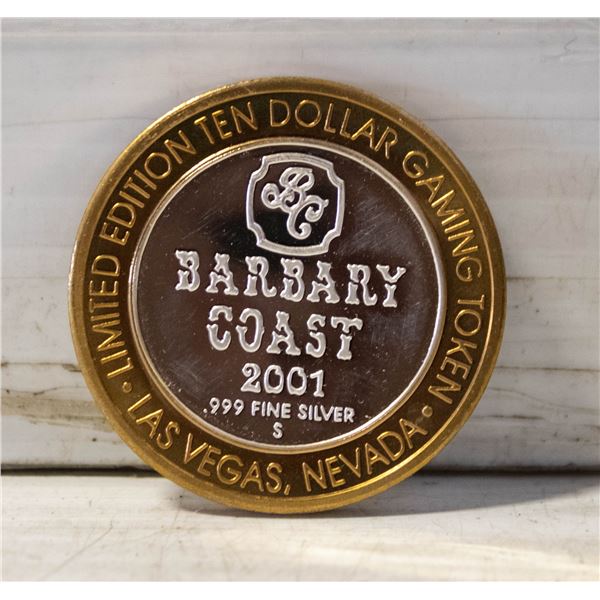 LIMITED EDITION TEN DOLLAR GAMING TOKEN
BC
BARBARY
COAST
2001
.999 FINE SILVER
S
• LAS VEGAS, NEVADA •